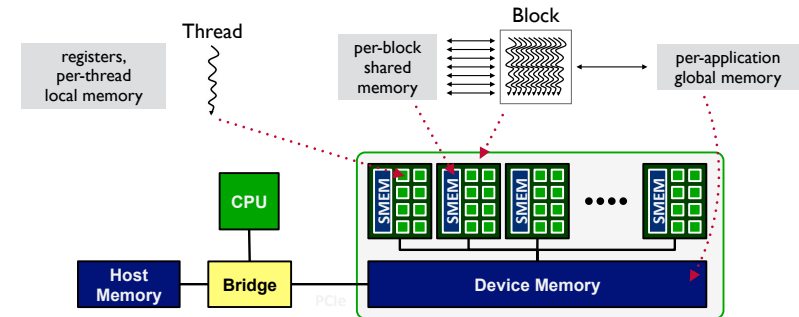 Block
Thread
registers,
per-thread
local memory
per-block
shared
memory
per-application
global memory
SMEM
SMEM
SMEM
SMEM
CPU
Host
Memory
Bridge
PCIe
Device Memory